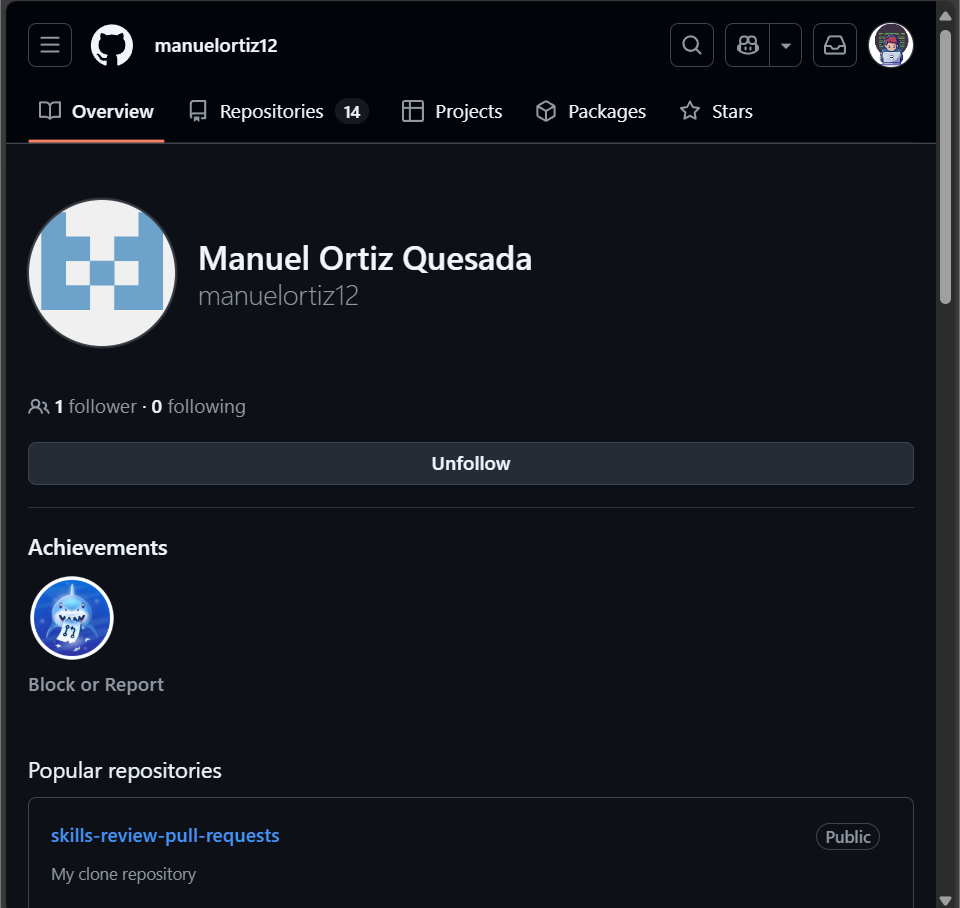 manuelortiz12
Overview Repositories 14 Projects Packages Stars
Manuel Ortiz Quesada
manuelortiz12
1 follower · 0 following
Unfollow
Achievements
Block or Report
Popular repositories
skills-review-pull-requests Public
My clone repository